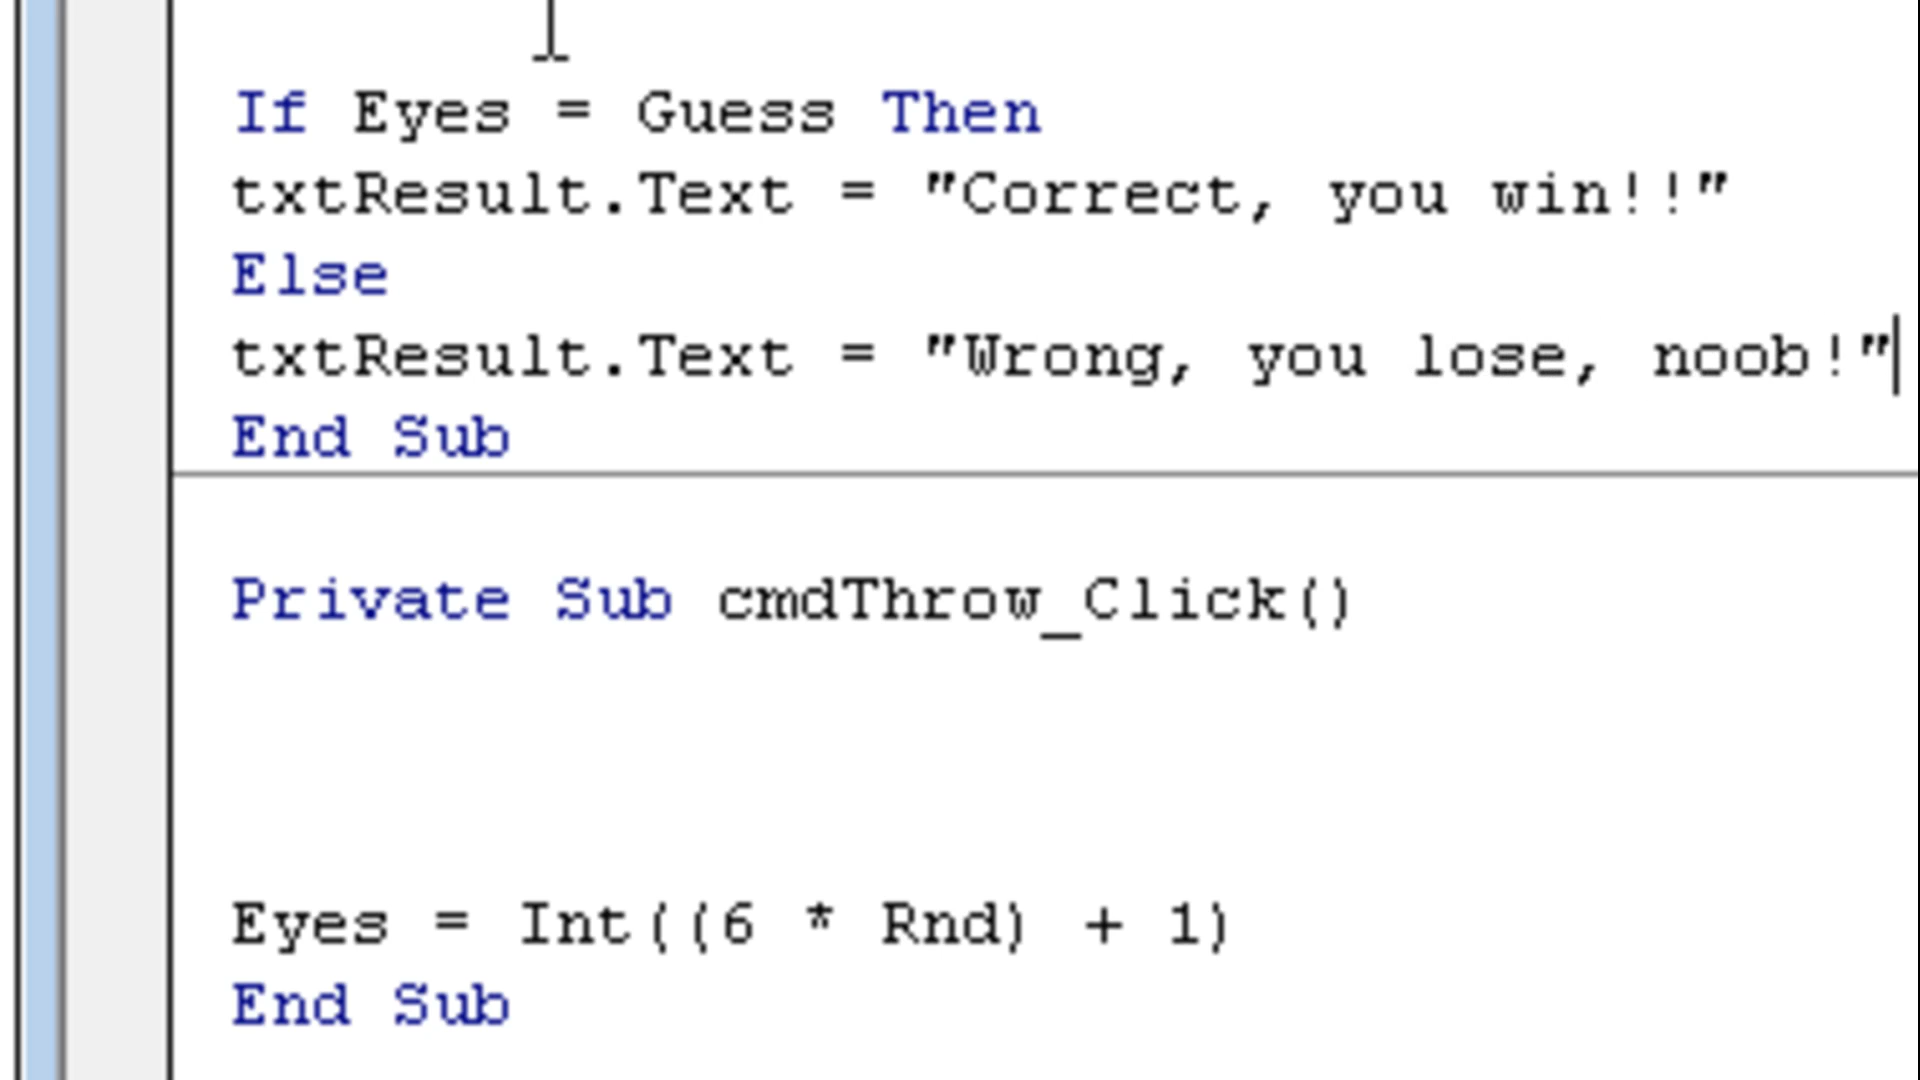 If Eyes = Guess Then
txtResult.Text = "Correct, you win!!"
Else
txtResult.Text = "Wrong, you lose, noob!"
End Sub
Private Sub cmdThrow_Click()
Eyes = Int((6 * Rnd) + 1)
End Sub